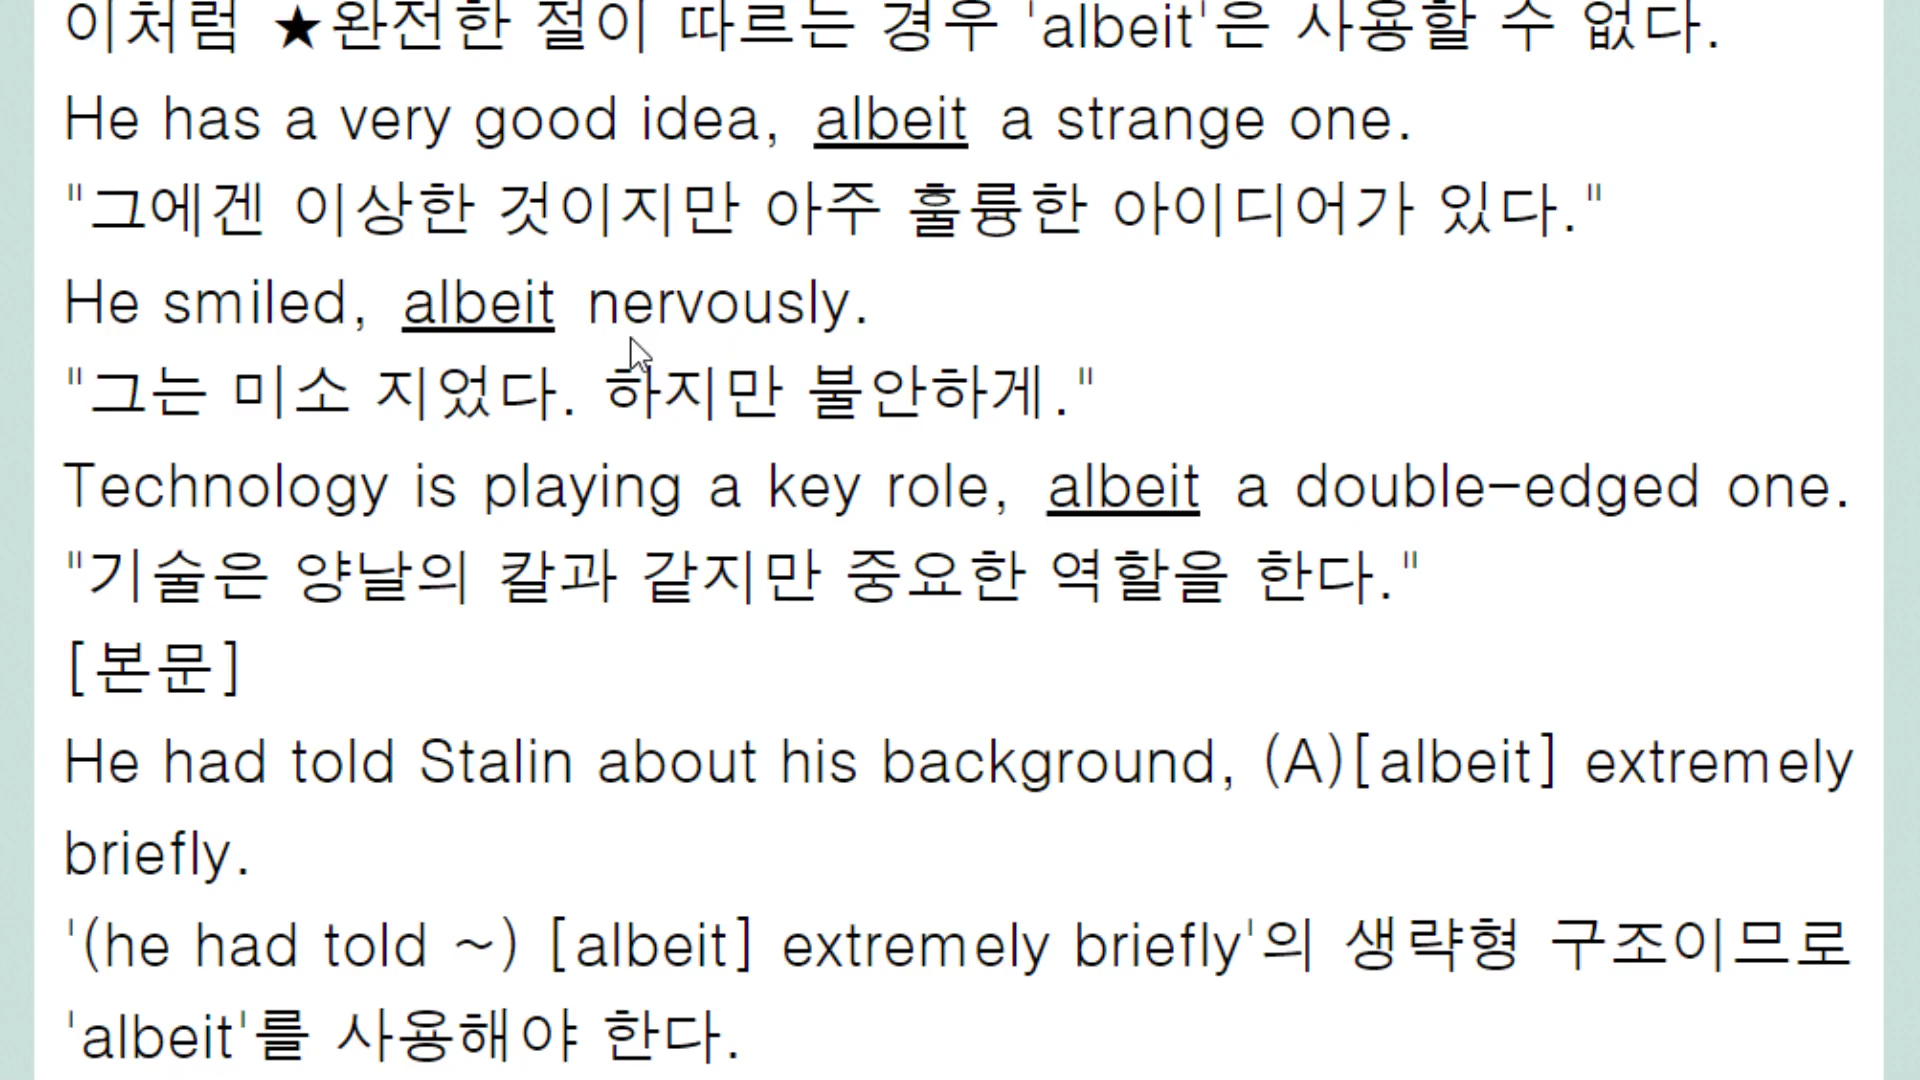 이처럼 ★완전한 절이 따르는 경우 'albeit'은 사용할 수 없다.
He has a very good idea, albeit a strange one.
"그에겐 이상한 것이지만 아주 훌륭한 아이디어가 있다."
He smiled, albeit nervously.
"그는 미소 지었다. 하지만 불안하게."
Technology is playing a key role, albeit a double-edged one.
"기술은 양날의 칼과 같지만 중요한 역할을 한다."
[본문]
He had told Stalin about his background, (A)[albeit] extremely
briefly.
'(he had told ~) [albeit] extremely briefly'의 생략형 구조이므로
'albeit'를 사용해야 한다.